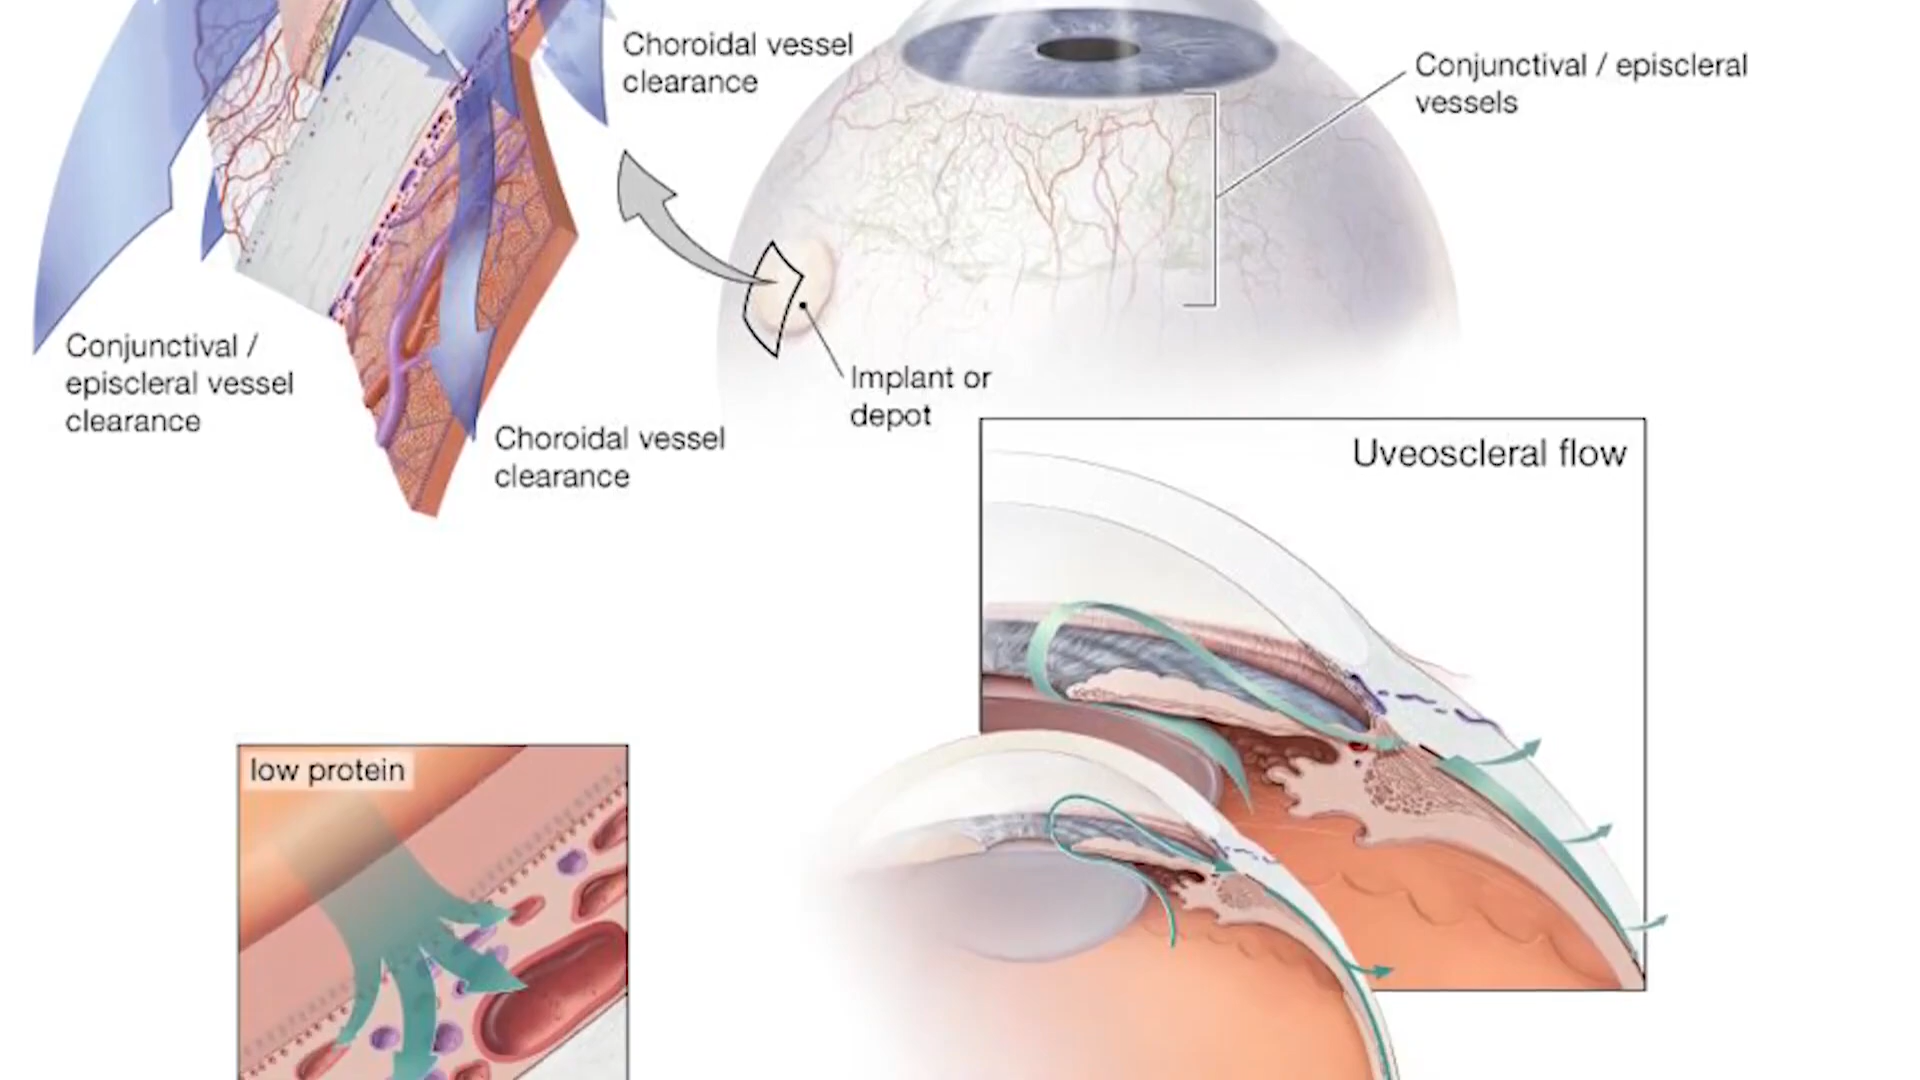 Choroidal vessel
clearance
Conjunctival / episcleral
vessels
Conjunctival /
episcleral vessel
clearance
Implant or
depot
Choroidal vessel
clearance
Uveoscleral flow
low protein